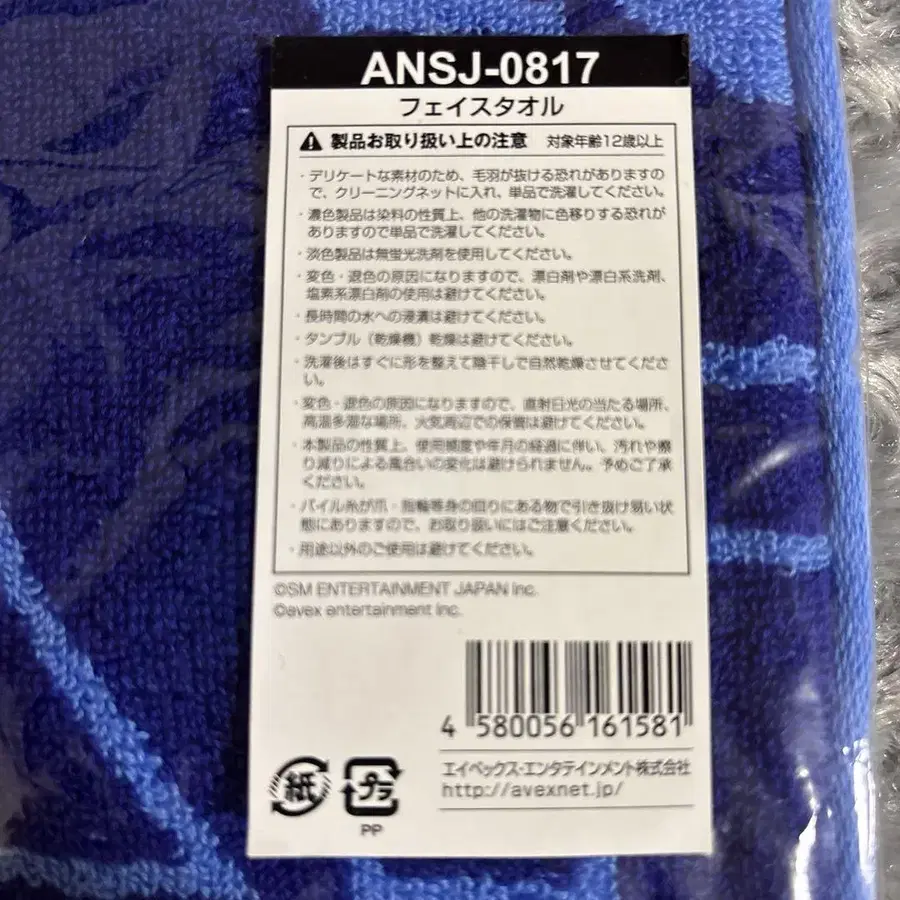 ANSJ-0817
フェイスタオル
製品お取り扱い上の注意 対象年齢12歳以上
・デリケートな素材のため、毛羽が抜ける恐れがありますの
で、クリーニングネットに入れ、単品で洗濯してください。
・濃色製品は染料の性質上、他の洗濯物に色移りする恐れが
ありますので単品で洗濯してください。
・淡色製品は無蛍光洗剤を使用してください。
・変色・退色の原因になりますので、漂白剤や漂白系洗剤、
塩素系漂白剤の使用は避けてください。
・長時間の水への浸漬は避けてください。
・タンブル（乾燥機）乾燥は避けてください。
・洗濯後はすぐに形を整えて陰干しで自然乾燥させてくださ
い。
・変色・退色の原因になりますので、直射日光の当たる場所、
高温多湿な場所、火気周辺での保管は避けてください。
・本製品の性質上、使用頻度や年月の経過に伴い、汚れや擦
り減りによる風合いの変化は避けられません。予めご了承
ください。
・パイル糸が爪・指輪等身の回りにある物で引き抜け易い状
態にありますので、お取り扱いにはご注意ください。
・用途以外のご使用は避けてください。
©SM ENTERTAINMENT JAPAN Inc.
©avex entertainment Inc.
4 580056 161581
エイベックス・エンタテインメント株式会社
http://avexnet.jp/
紙 プラ
PP